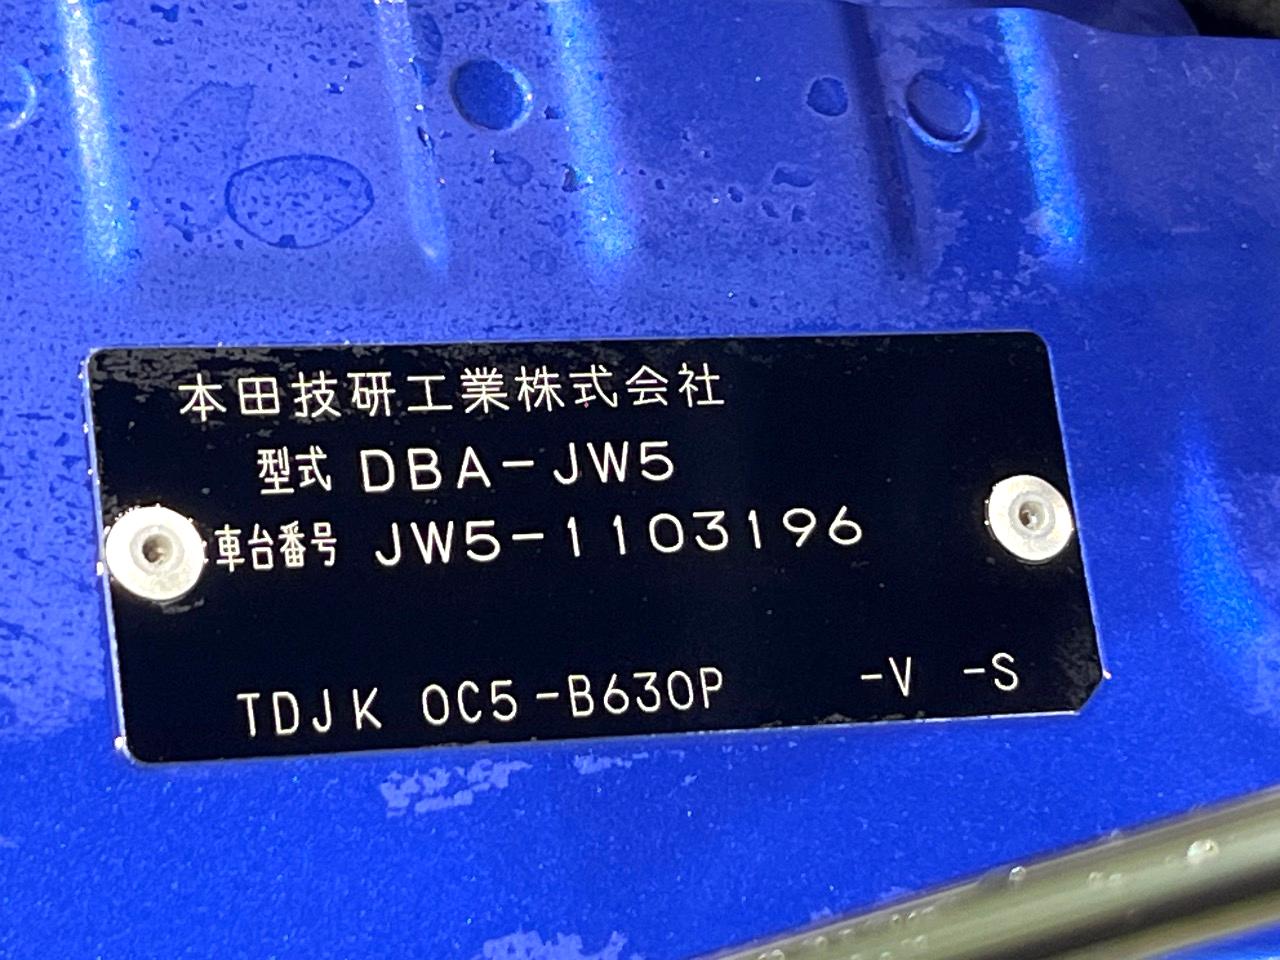 本田技研工業株式会社
型式 DBA-JW5
車台番号 JW5-1103196
TDJK 0C5-B630P -V -S